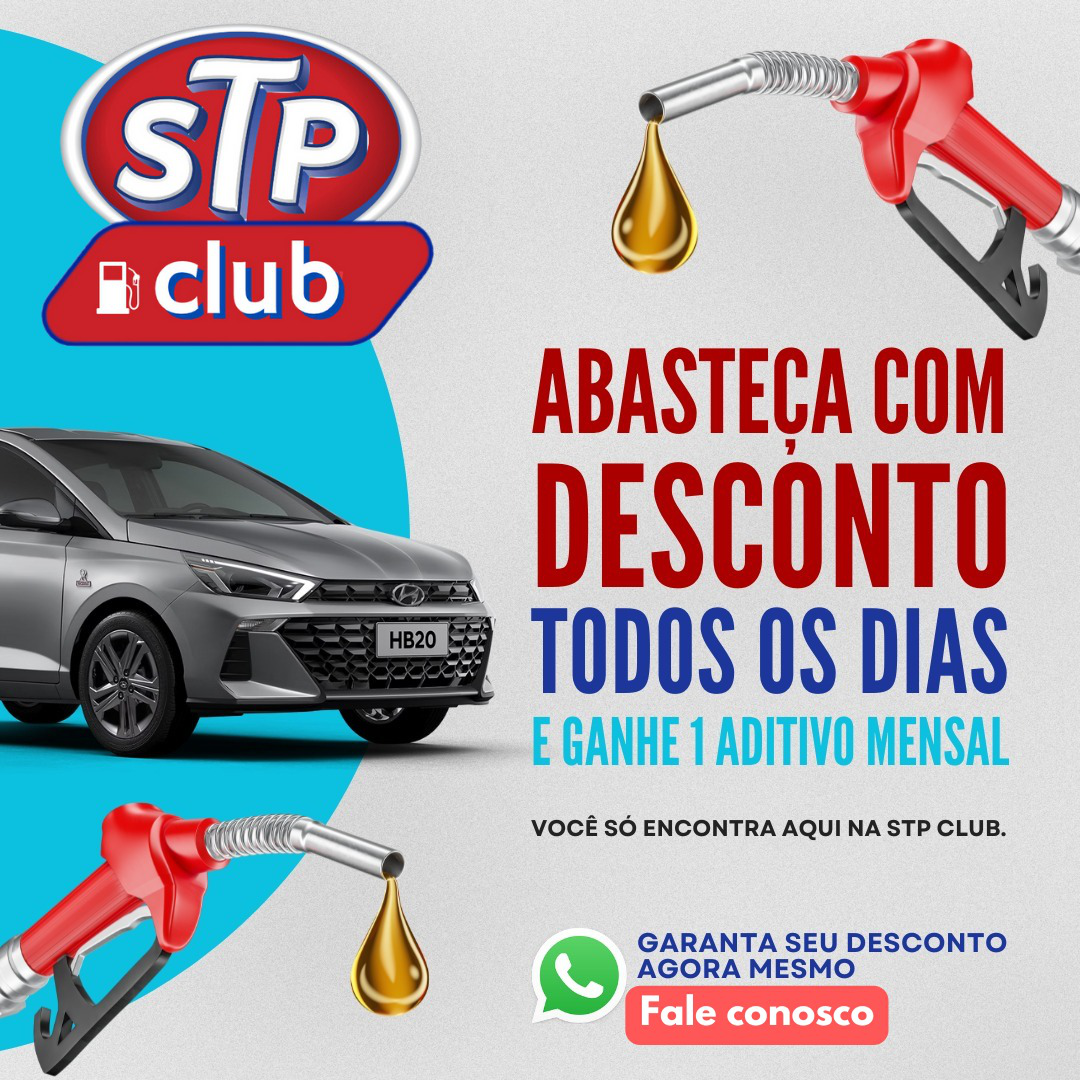 STP
club
ABASTEÇA COM
DESCONTO
TODOS OS DIAS
E GANHE 1 ADITIVO MENSAL
HB20
VOCÊ SÓ ENCONTRA AQUI NA STP CLUB.
GARANTA SEU DESCONTO
AGORA MESMO
Fale conosco